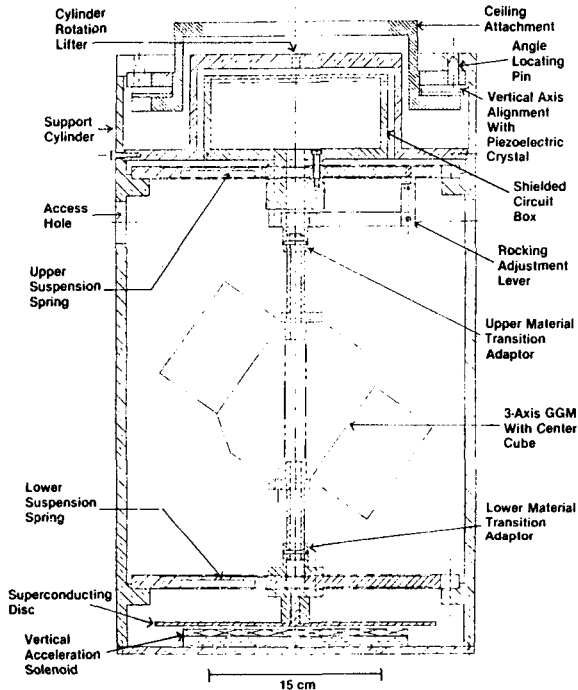 Cylinder
Rotation
Lifter
Ceiling
Attachment
Angle
Locating
Pin
Support
Cylinder
Vertical Axis
Alignment
With
Piezoelectric
Crystal
Shielded
Circuit
Box
Access
Hole
Rocking
Adjustment
Lever
Upper
Suspension
Spring
Upper Material
Transition
Adaptor
3-Axis GGM
With Center
Cube
Lower
Suspension
Spring
Lower Material
Transition
Adaptor
Superconducting
Disc
Vertical
Acceleration
Solenoid
15 cm